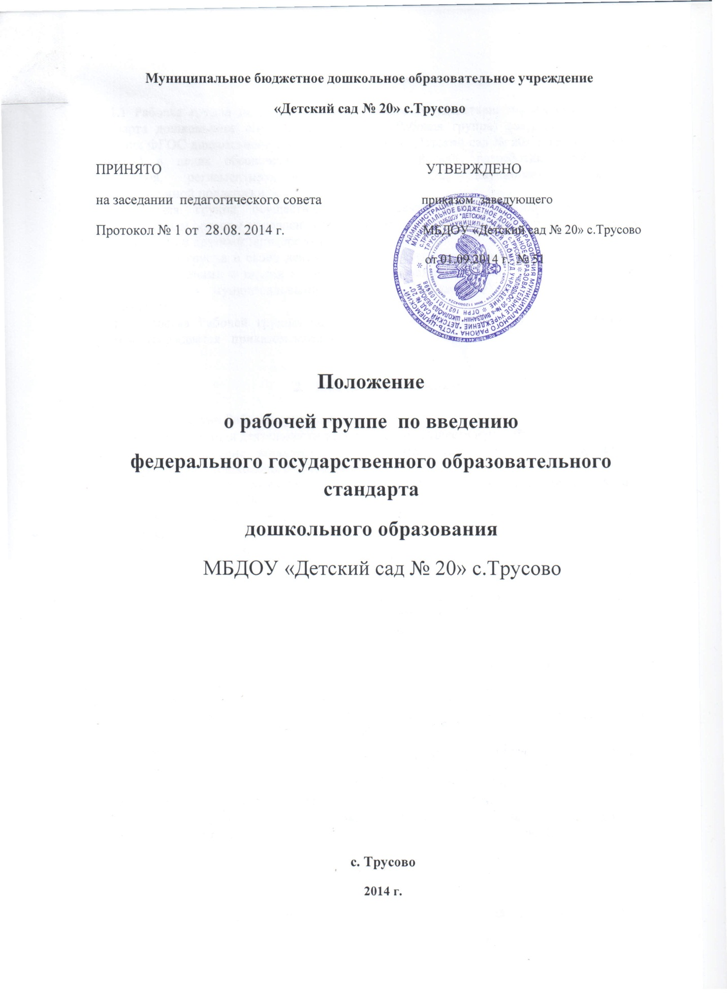 Муниципальное бюджетное дошкольное образовательное учреждение
«Детский сад № 20» с.Трусово
ПРИНЯТО УТВЕРЖДЕНО
на заседании педагогического совета приказом заведующего
Протокол № 1 от 28.08. 2014 г. МБДОУ «Детский сад № 20» с.Трусово
от 01.09.2014 г. № 51
Положение
о рабочей группе по введению
федерального государственного образовательного
стандарта
дошкольного образования
МБДОУ «Детский сад № 20» с.Трусово
с. Трусово
2014 г.